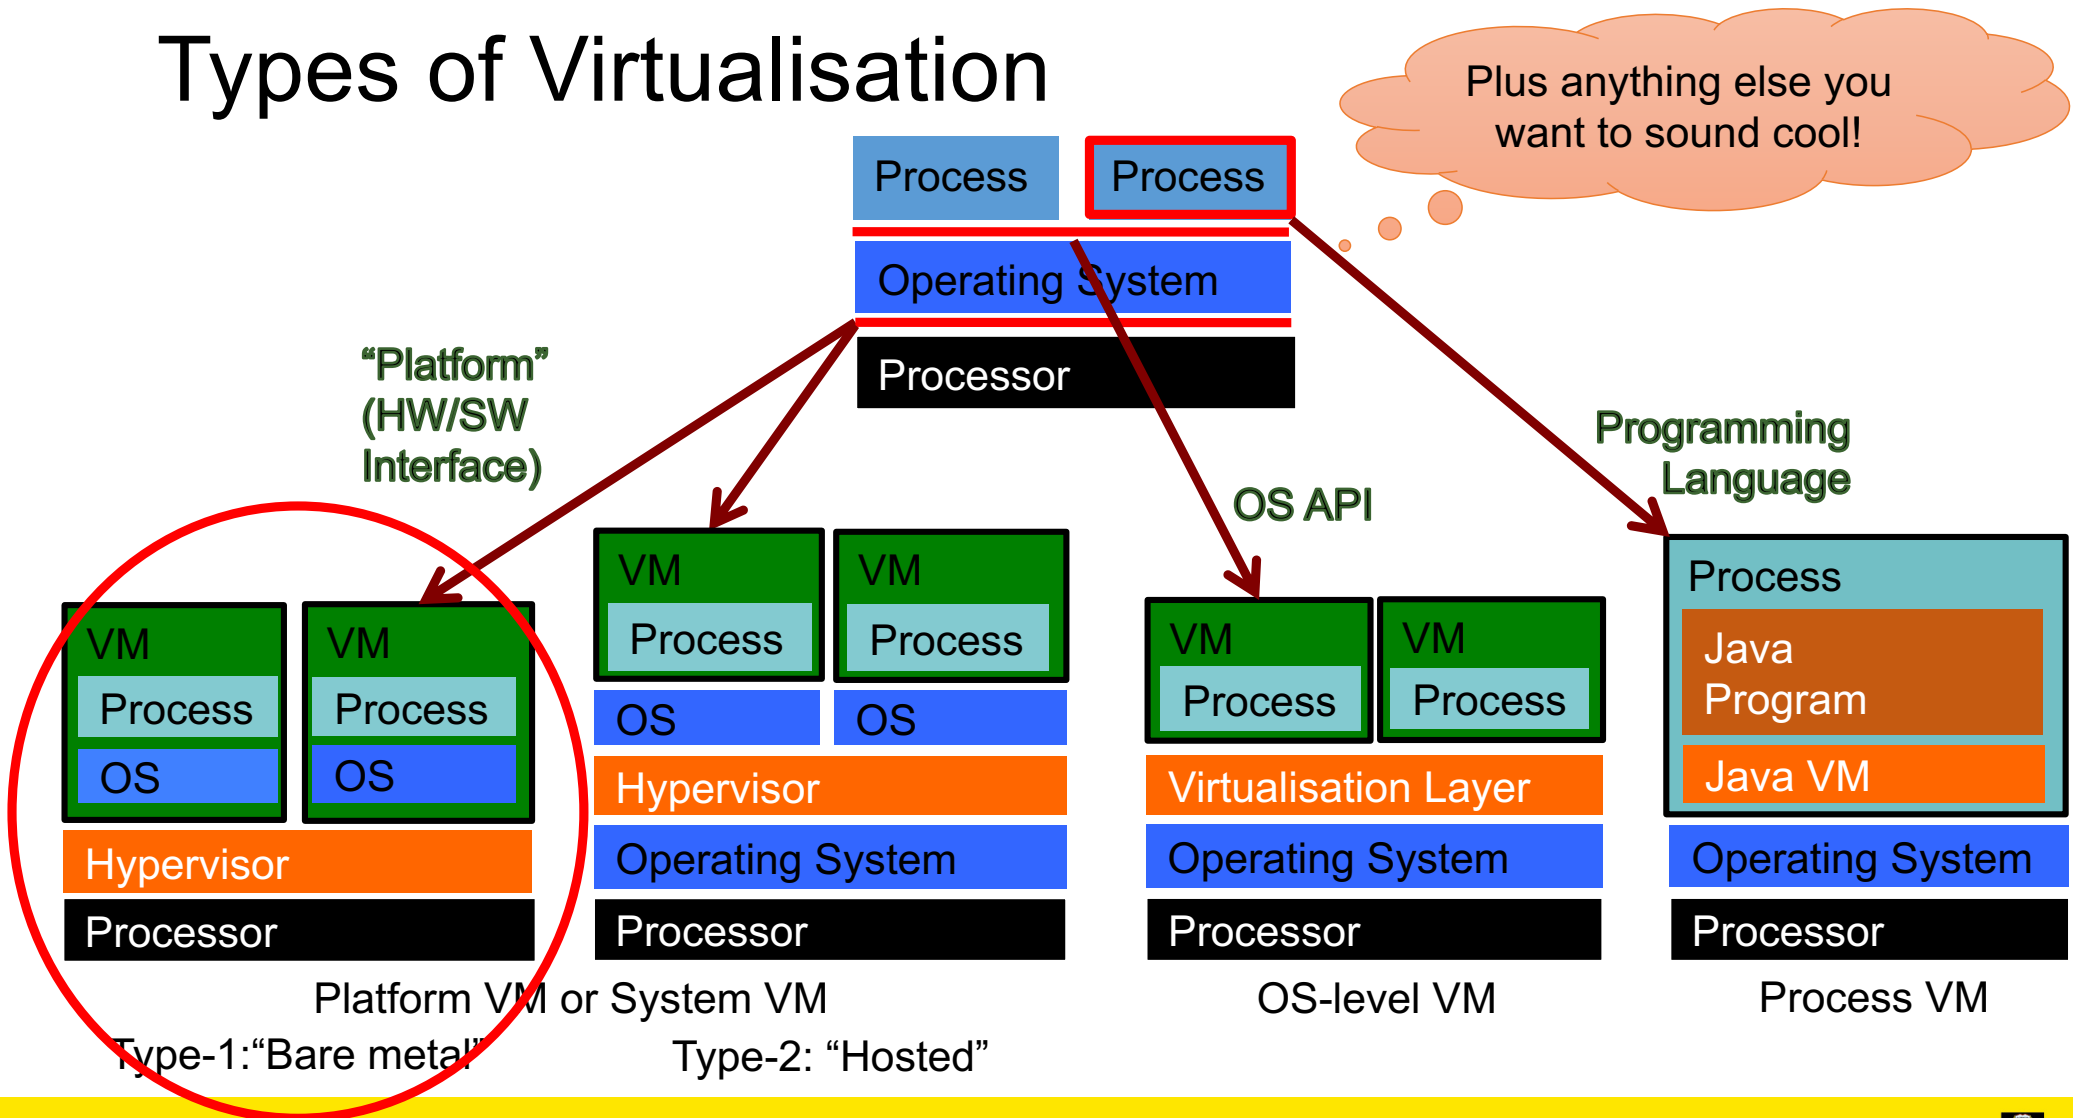 Types of Virtualisation
Plus anything else you
want to sound cool!
Process
Process
Operating System
Processor
“Platform”
(HW/SW
Interface)
OS API
Programming
Language
VM
Process
OS
VM
Process
OS
Hypervisor
Processor
VM
Process
VM
Process
OS
OS
Hypervisor
Operating System
Processor
VM
Process
VM
Process
Virtualisation Layer
Operating System
Processor
Process
Java
Program
Java VM
Operating System
Processor
Platform VM or System VM
OS-level VM
Process VM
Type-1:“Bare metal”
Type-2: “Hosted”